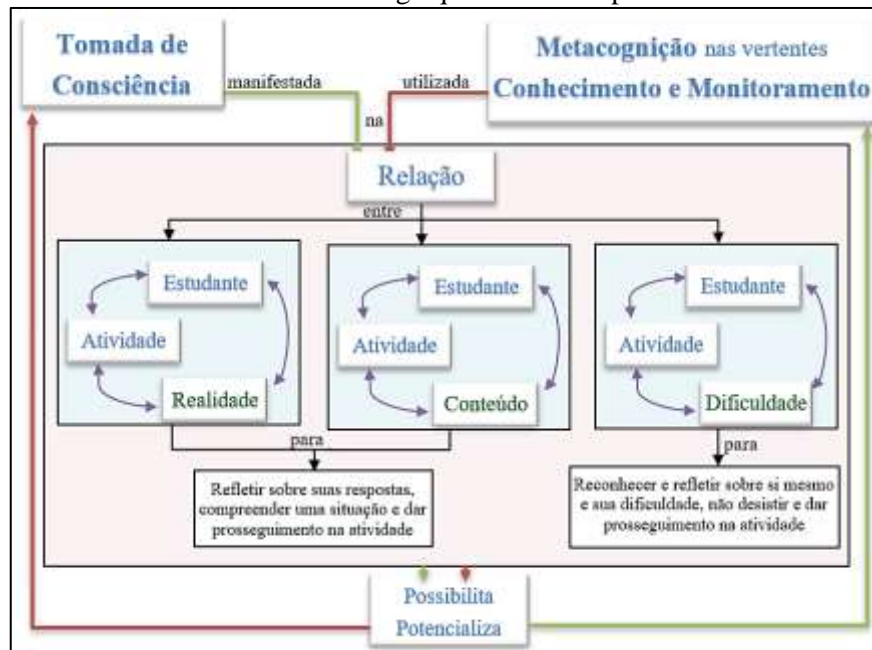 Tomada de
Consciência
Metacognição nas vertentes
Conhecimento e Monitoramento
manifestada
utilizada
na
Relação
entre
Estudante
Atividade
Realidade
Estudante
Atividade
Conteúdo
Estudante
Atividade
Dificuldade
para
para
Refletir sobre suas respostas,
compreender uma situação e dar
prosseguimento na atividade
Reconhecer e refletir sobre si mesmo
e sua dificuldade, não desistir e dar
prosseguimento na atividade
Possibilita
Potencializa